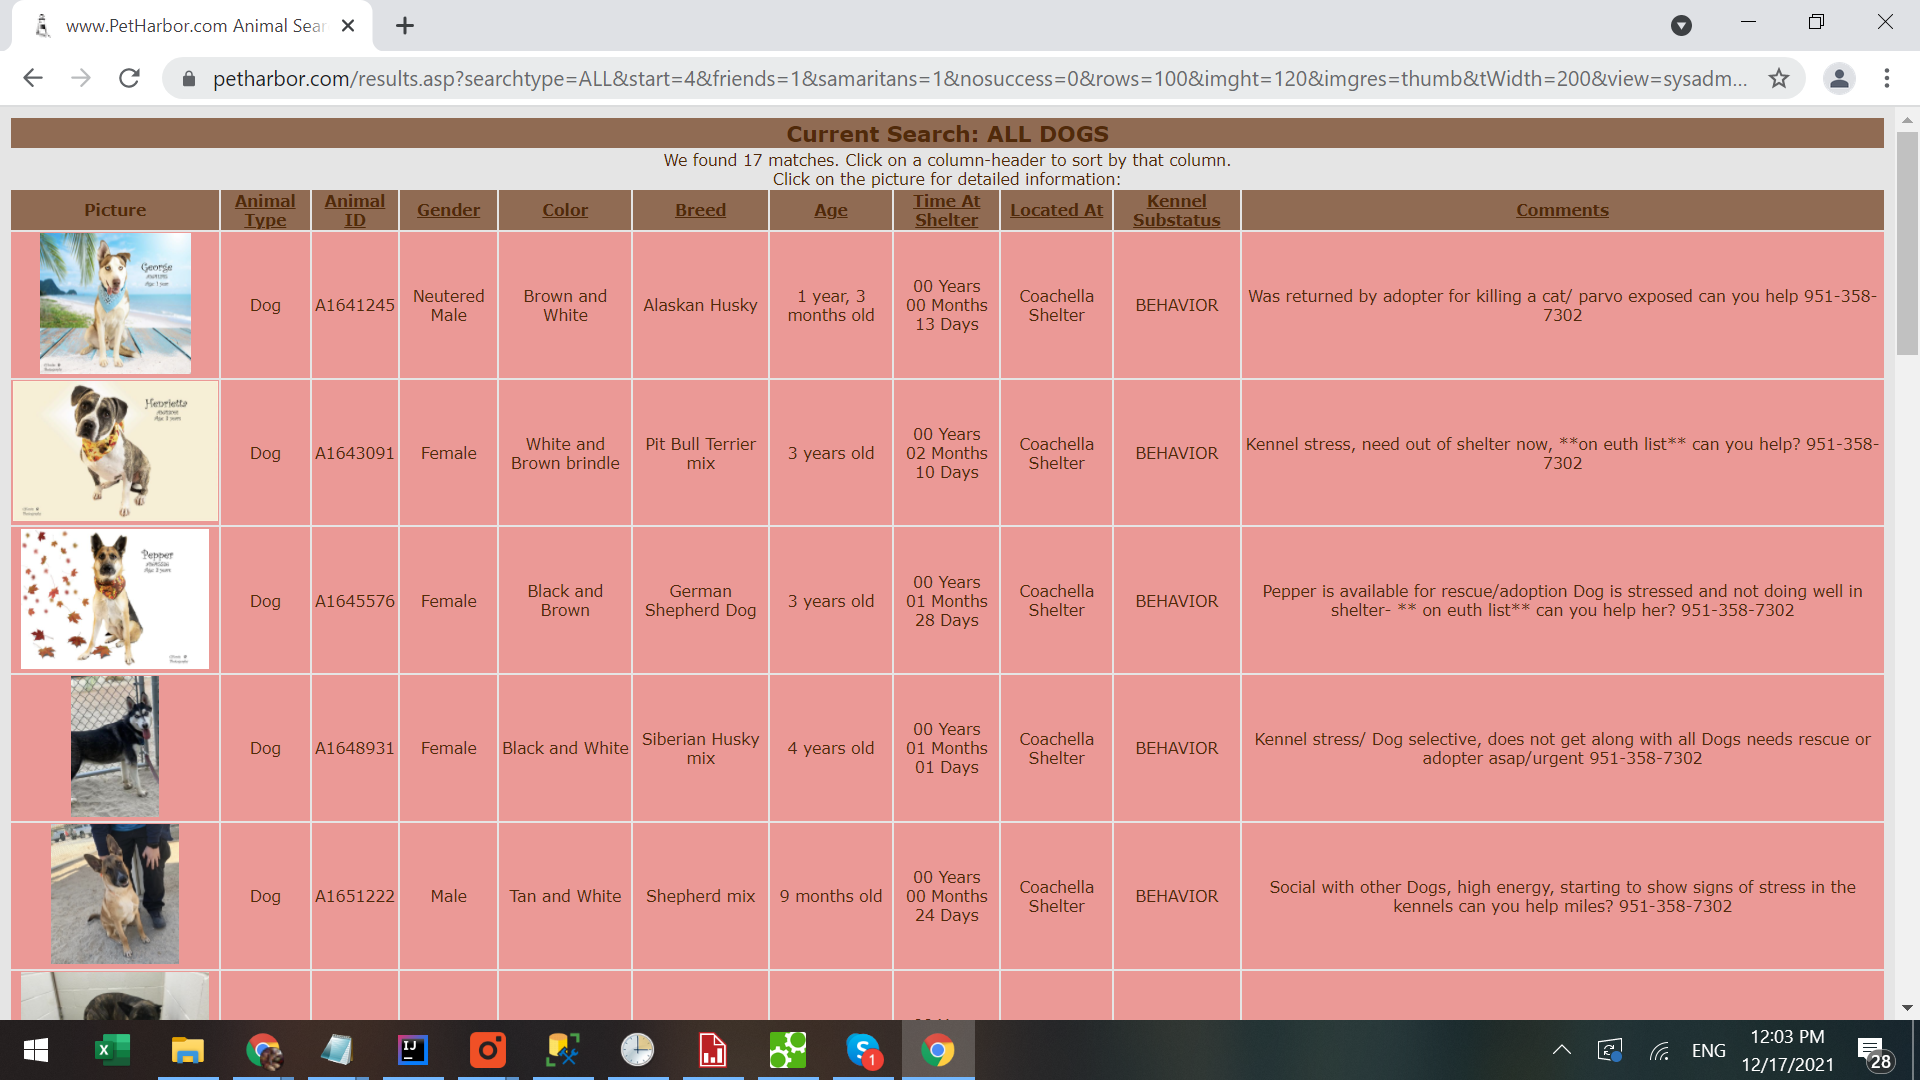 www.PetHarbor.com Animal Sear
petharbor.com/results.asp?searchtype=ALL&start=4&friends=1&samaritans=1&nosuccess=0&rows=100&imght=120&imgres=thumb&tWidth=200&view=sysadm...
Current Search: ALL DOGS
We found 17 matches. Click on a column-header to sort by that column.
Click on the picture for detailed information:
Picture
Animal
Type
Animal
ID
Gender
Color
Breed
Age
Time At
Shelter
Located At
Kennel
Substatus
Comments
George
Dog
A1641245
Neutered
Male
Brown and
White
Alaskan Husky
1 year, 3
months old
00 Years
00 Months
13 Days
Coachella
Shelter
BEHAVIOR
Was returned by adopter for killing a cat/ parvo exposed can you help 951-358-
7302
Henrietta
Dog
A1643091
Female
White and
Brown brindle
Pit Bull Terrier
mix
3 years old
00 Years
02 Months
10 Days
Coachella
Shelter
BEHAVIOR
Kennel stress, need out of shelter now, **on euth list** can you help? 951-358-
7302
Pepper
Dog
A1645576
Female
Black and
Brown
German
Shepherd Dog
3 years old
00 Years
01 Months
28 Days
Coachella
Shelter
BEHAVIOR
Pepper is available for rescue/adoption Dog is stressed and not doing well in
shelter- ** on euth list** can you help her? 951-358-7302
Dog
A1648931
Female
Black and White
Siberian Husky
mix
4 years old
00 Years
01 Months
01 Days
Coachella
Shelter
BEHAVIOR
Kennel stress/ Dog selective, does not get along with all Dogs needs rescue or
adopter asap/urgent 951-358-7302
Dog
A1651222
Male
Tan and White
Shepherd mix
9 months old
00 Years
00 Months
24 Days
Coachella
Shelter
BEHAVIOR
Social with other Dogs, high energy, starting to show signs of stress in the
kennels can you help miles? 951-358-7302
IJ
S
1
ENG
12:03 PM
12/17/2021
28